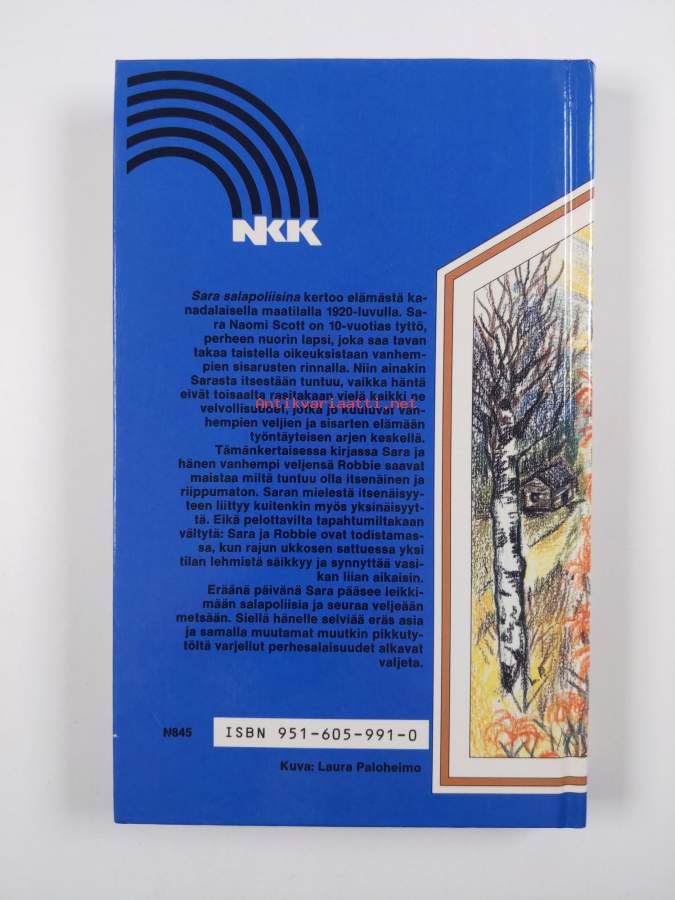 NKK
Sara salapoliisina kertoo elämästä ka-
nadalaisella maatilalla 1920-luvulla. Sa-
ra Naomi Scott on 10-vuotias tyttö,
perheen nuorin lapsi, joka saa tavan
takaa taistella oikeuksistaan vanhem-
pien sisarusten rinnalla. Niin ainakin
Sarasta itsestään tuntuu, vaikka häntä
eivät toisaalta rasitakaan vielä kaikki ne
Antikvariaatti.net
velvollisuudet, jotka jo kuuluvat van-
hempien veljien ja sisarten elämään
työntäyteisen arjen keskellä.
Tämänkertaisessa kirjassa Sara ja
hänen vanhempi veljensä Robbie saavat
maistaa miltä tuntuu olla itsenäinen ja
riippumaton. Saran mielestä itsenäisyy-
teen liittyy kuitenkin myös yksinäisyyt-
tä. Eikä pelottavilta tapahtumiltakaan
vältytä: Sara ja Robbie ovat todistamas-
sa, kun rajun ukkosen sattuessa yksi
tilan lehmistä säikkyy ja synnyttää vasi-
kan liian aikaisin.
Eräänä päivänä Sara pääsee leikki-
mään salapoliisia ja seuraa veljeään
metsään. Siellä hänelle selviää eräs asia
ja samalla muutamat muutkin pikkuty-
töltä varjellut perhesalaisuudet alkavat
valjeta.
N845
ISBN 951-605-991-0
Kuva: Laura Paloheimo